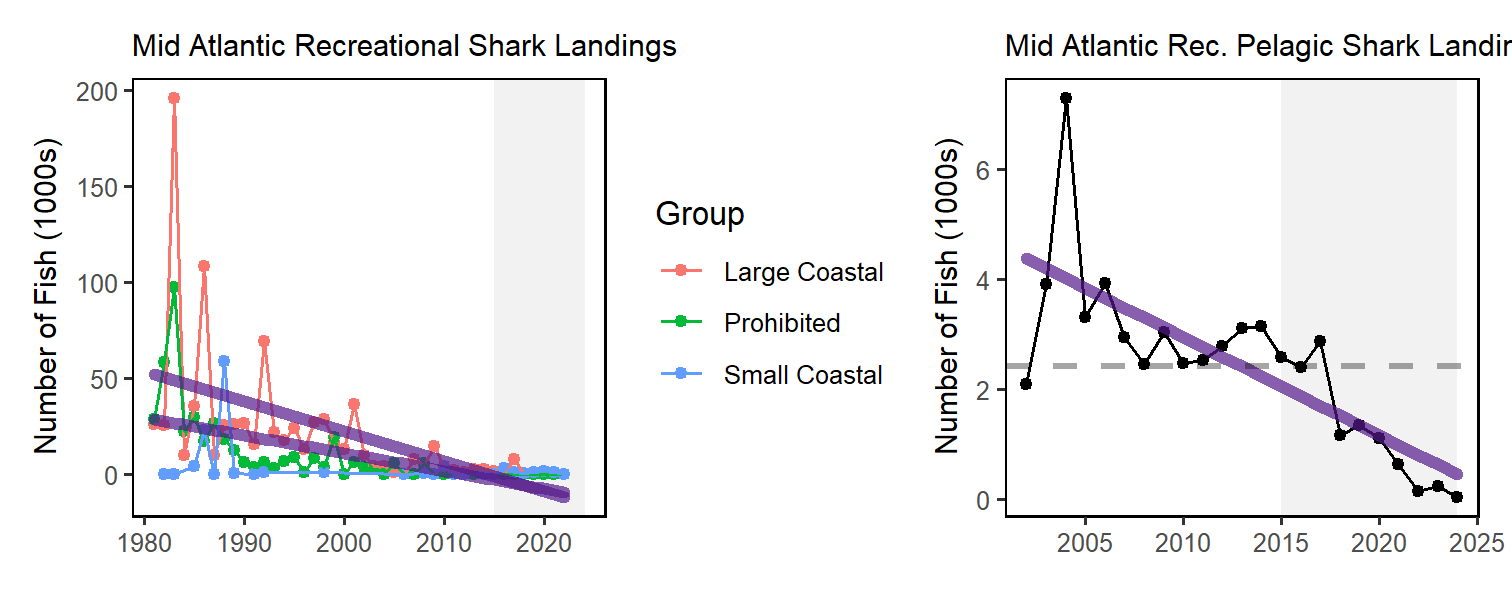 Mid Atlantic Recreational Shark Landings
Number of Fish (1000s)
200
150
100
50
0
1980 1990 2000 2010 2020
Group
Large Coastal
Prohibited
Small Coastal
Mid Atlantic Rec. Pelagic Shark
Number of Fish (1000s)
6
4
2
0
2005 2010 2015 2020 2025